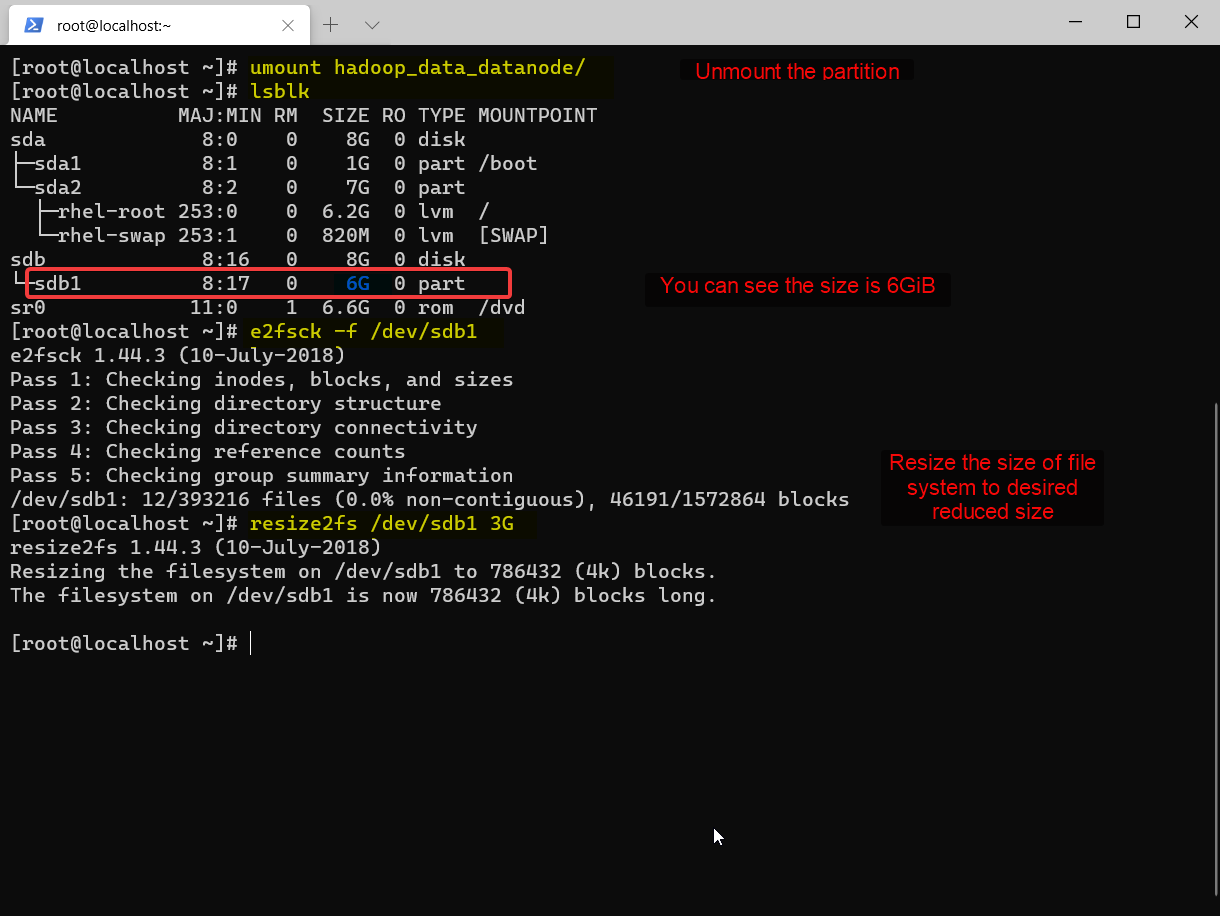 root@localhost:~
[root@localhost ~]# umount hadoop_data_datanode/
Unmount the partition
[root@localhost ~]# lsblk
NAME          MAJ:MIN RM  SIZE RO TYPE MOUNTPOINT
sda             8:0    0    8G  0 disk
├─sda1          8:1    0    1G  0 part /boot
└─sda2          8:2    0    7G  0 part
  ├─rhel-root 253:0    0  6.2G  0 lvm  /
  └─rhel-swap 253:1    0  820M  0 lvm  [SWAP]
sdb             8:16   0    8G  0 disk
└─sdb1          8:17   0    6G  0 part
You can see the size is 6GiB
sr0            11:0    1  6.6G  0 rom  /dvd
[root@localhost ~]# e2fsck -f /dev/sdb1
e2fsck 1.44.3 (10-July-2018)
Pass 1: Checking inodes, blocks, and sizes
Pass 2: Checking directory structure
Pass 3: Checking directory connectivity
Pass 4: Checking reference counts
Pass 5: Checking group summary information
/dev/sdb1: 12/393216 files (0.0% non-contiguous), 46191/1572864 blocks
Resize the size of file
system to desired
reduced size
[root@localhost ~]# resize2fs /dev/sdb1 3G
resize2fs 1.44.3 (10-July-2018)
Resizing the filesystem on /dev/sdb1 to 786432 (4k) blocks.
The filesystem on /dev/sdb1 is now 786432 (4k) blocks long.
[root@localhost ~]#